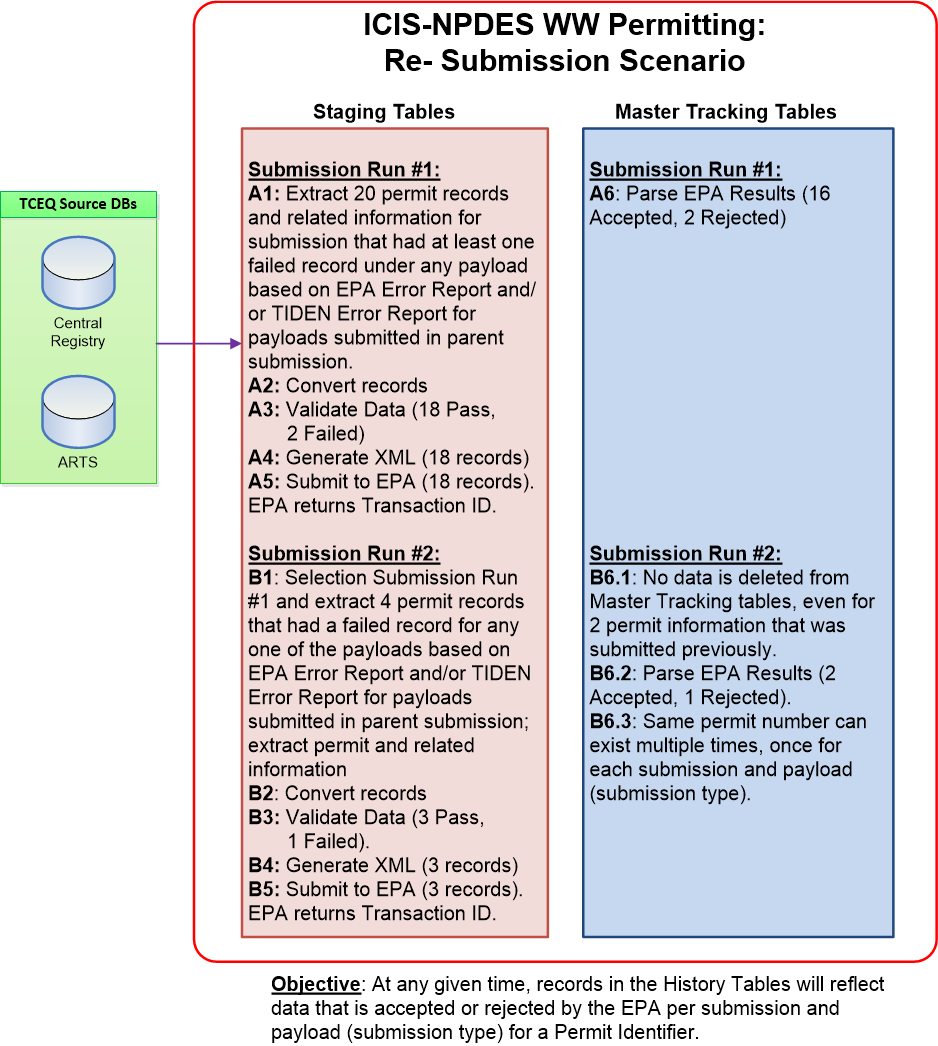 ICIS-NPDES WW Permitting:
Re- Submission Scenario
TCEQ Source DBs
Central
Registry
ARTS
Staging Tables
Submission Run #1:
A1: Extract 20 permit records
and related information for
submission that had at least one
failed record under any payload
based on EPA Error Report and/
or TIDEN Error Report for
payloads submitted in parent
submission.
A2: Convert records
A3: Validate Data (18 Pass,
2 Failed)
A4: Generate XML (18 records)
A5: Submit to EPA (18 records).
EPA returns Transaction ID.
Submission Run #2:
B1: Selection Submission Run
#1 and extract 4 permit records
that had a failed record for any
one of the payloads based on
EPA Error Report and/or TIDEN
Error Report for payloads
submitted in parent submission;
extract permit and related
information
B2: Convert records
B3: Validate Data (3 Pass,
1 Failed).
B4: Generate XML (3 records)
B5: Submit to EPA (3 records).
EPA returns Transaction ID.
Master Tracking Tables
Submission Run #1:
A6: Parse EPA Results (16
Accepted, 2 Rejected)
Submission Run #2:
B6.1: No data is deleted from
Master Tracking tables, even for
2 permit information that was
submitted previously.
B6.2: Parse EPA Results (2
Accepted, 1 Rejected).
B6.3: Same permit number can
exist multiple times, once for
each submission and payload
(submission type).
Objective: At any given time, records in the History Tables will reflect
data that is accepted or rejected by the EPA per submission and
payload (submission type) for a Permit Identifier.